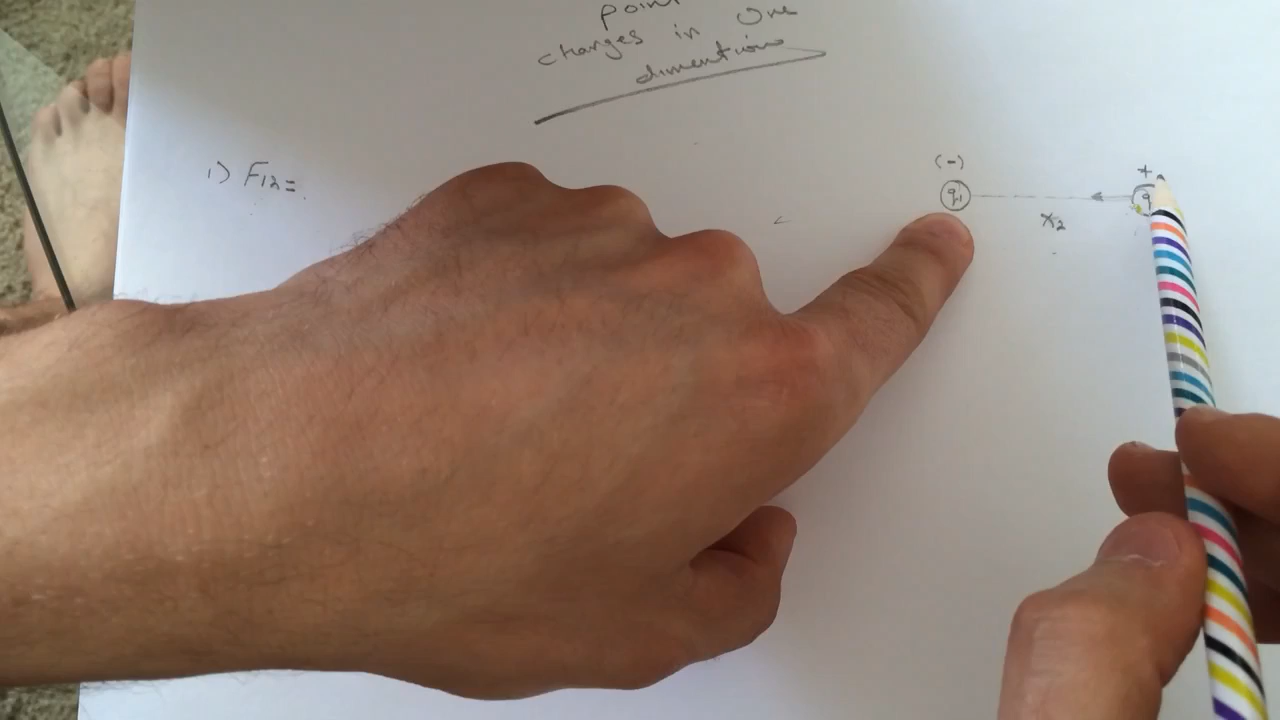 point
charges in One
dimentions
1) F12=
(-)
+
q1
x2
q